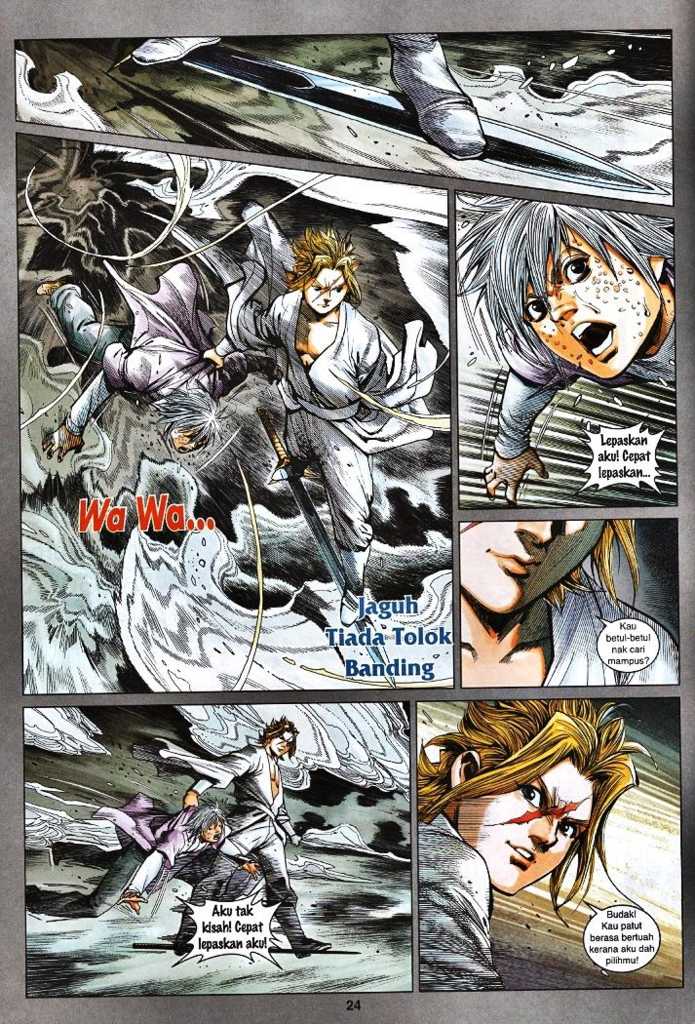 Lepaskan
aku! Cepat
lepaskan...
Wa Wa...
Jaguh
Tiada Tolok
Banding
Kau
betul-betul
nak cari
mampus?
Aku tak
kisah! Cepat
lepaskan aku!
Budak!
Kau patut
berasa bertuah
kerana aku dah
pilihmu!
24